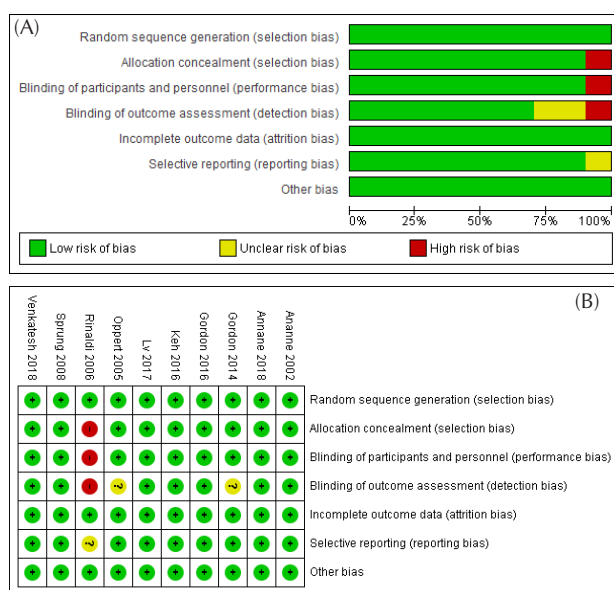 (A)
Random sequence generation (selection bias)
Allocation concealment (selection bias)
Blinding of participants and personnel (performance bias)
Blinding of outcome assessment (detection bias)
Incomplete outcome data (attrition bias)
Selective reporting (reporting bias)
Other bias
0% 25% 50% 75% 100%
Low risk of bias Unclear risk of bias High risk of bias
(B)
Venkatesh 2018
Sprung 2008
Rinaldi 2006
Oppert 2005
Lv 2017
Keh 2016
Gordon 2016
Gordon 2014
Annane 2018
Ananne 2002
+ + + + + + + + + + Random sequence generation (selection bias)
+ + - + + + + + + + Allocation concealment (selection bias)
+ + - + + + + + + + Blinding of participants and personnel (performance bias)
+ + - ? + + + ? + + Blinding of outcome assessment (detection bias)
+ + + + + + + + + + Incomplete outcome data (attrition bias)
+ + ? + + + + + + + Selective reporting (reporting bias)
+ + + + + + + + + + Other bias